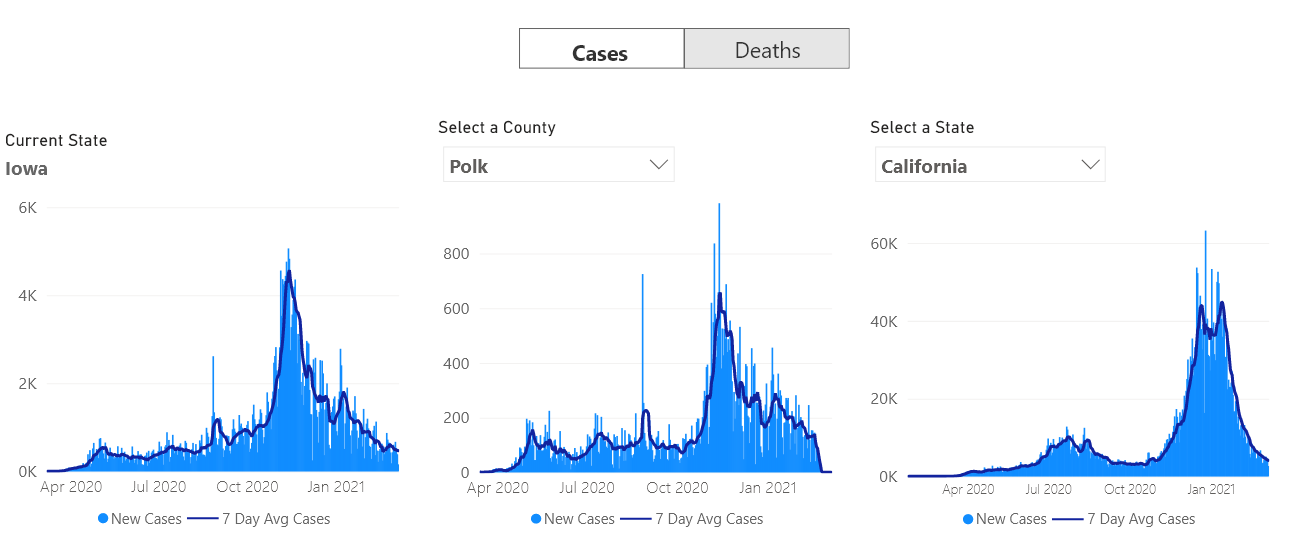 Cases
Deaths
Current State
Iowa
6K
4K
2K
0K
Apr 2020 Jul 2020 Oct 2020 Jan 2021
New Cases 7 Day Avg Cases
Select a County
Polk
800
600
400
200
0
Apr 2020 Jul 2020 Oct 2020 Jan 2021
New Cases 7 Day Avg Cases
Select a State
California
60K
40K
20K
0K
Apr 2020 Jul 2020 Oct 2020 Jan 2021
New Cases 7 Day Avg Cases